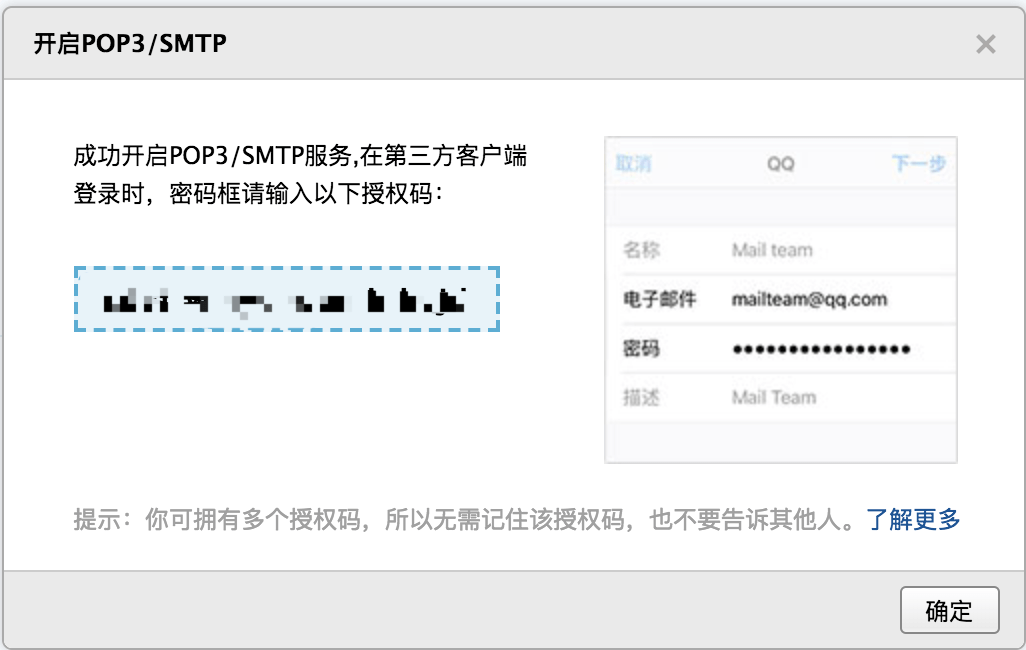 开启POP3/SMTP
×
成功开启POP3/SMTP服务,在第三方客户端
登录时，密码框请输入以下授权码：
取消 QQ 下一步
名称 Mail team
电子邮件 mailteam@qq.com
密码 ●●●●●●●●●●●●●●●●
描述 Mail Team
提示：你可拥有多个授权码，所以无需记住该授权码，也不要告诉其他人。了解更多
确定